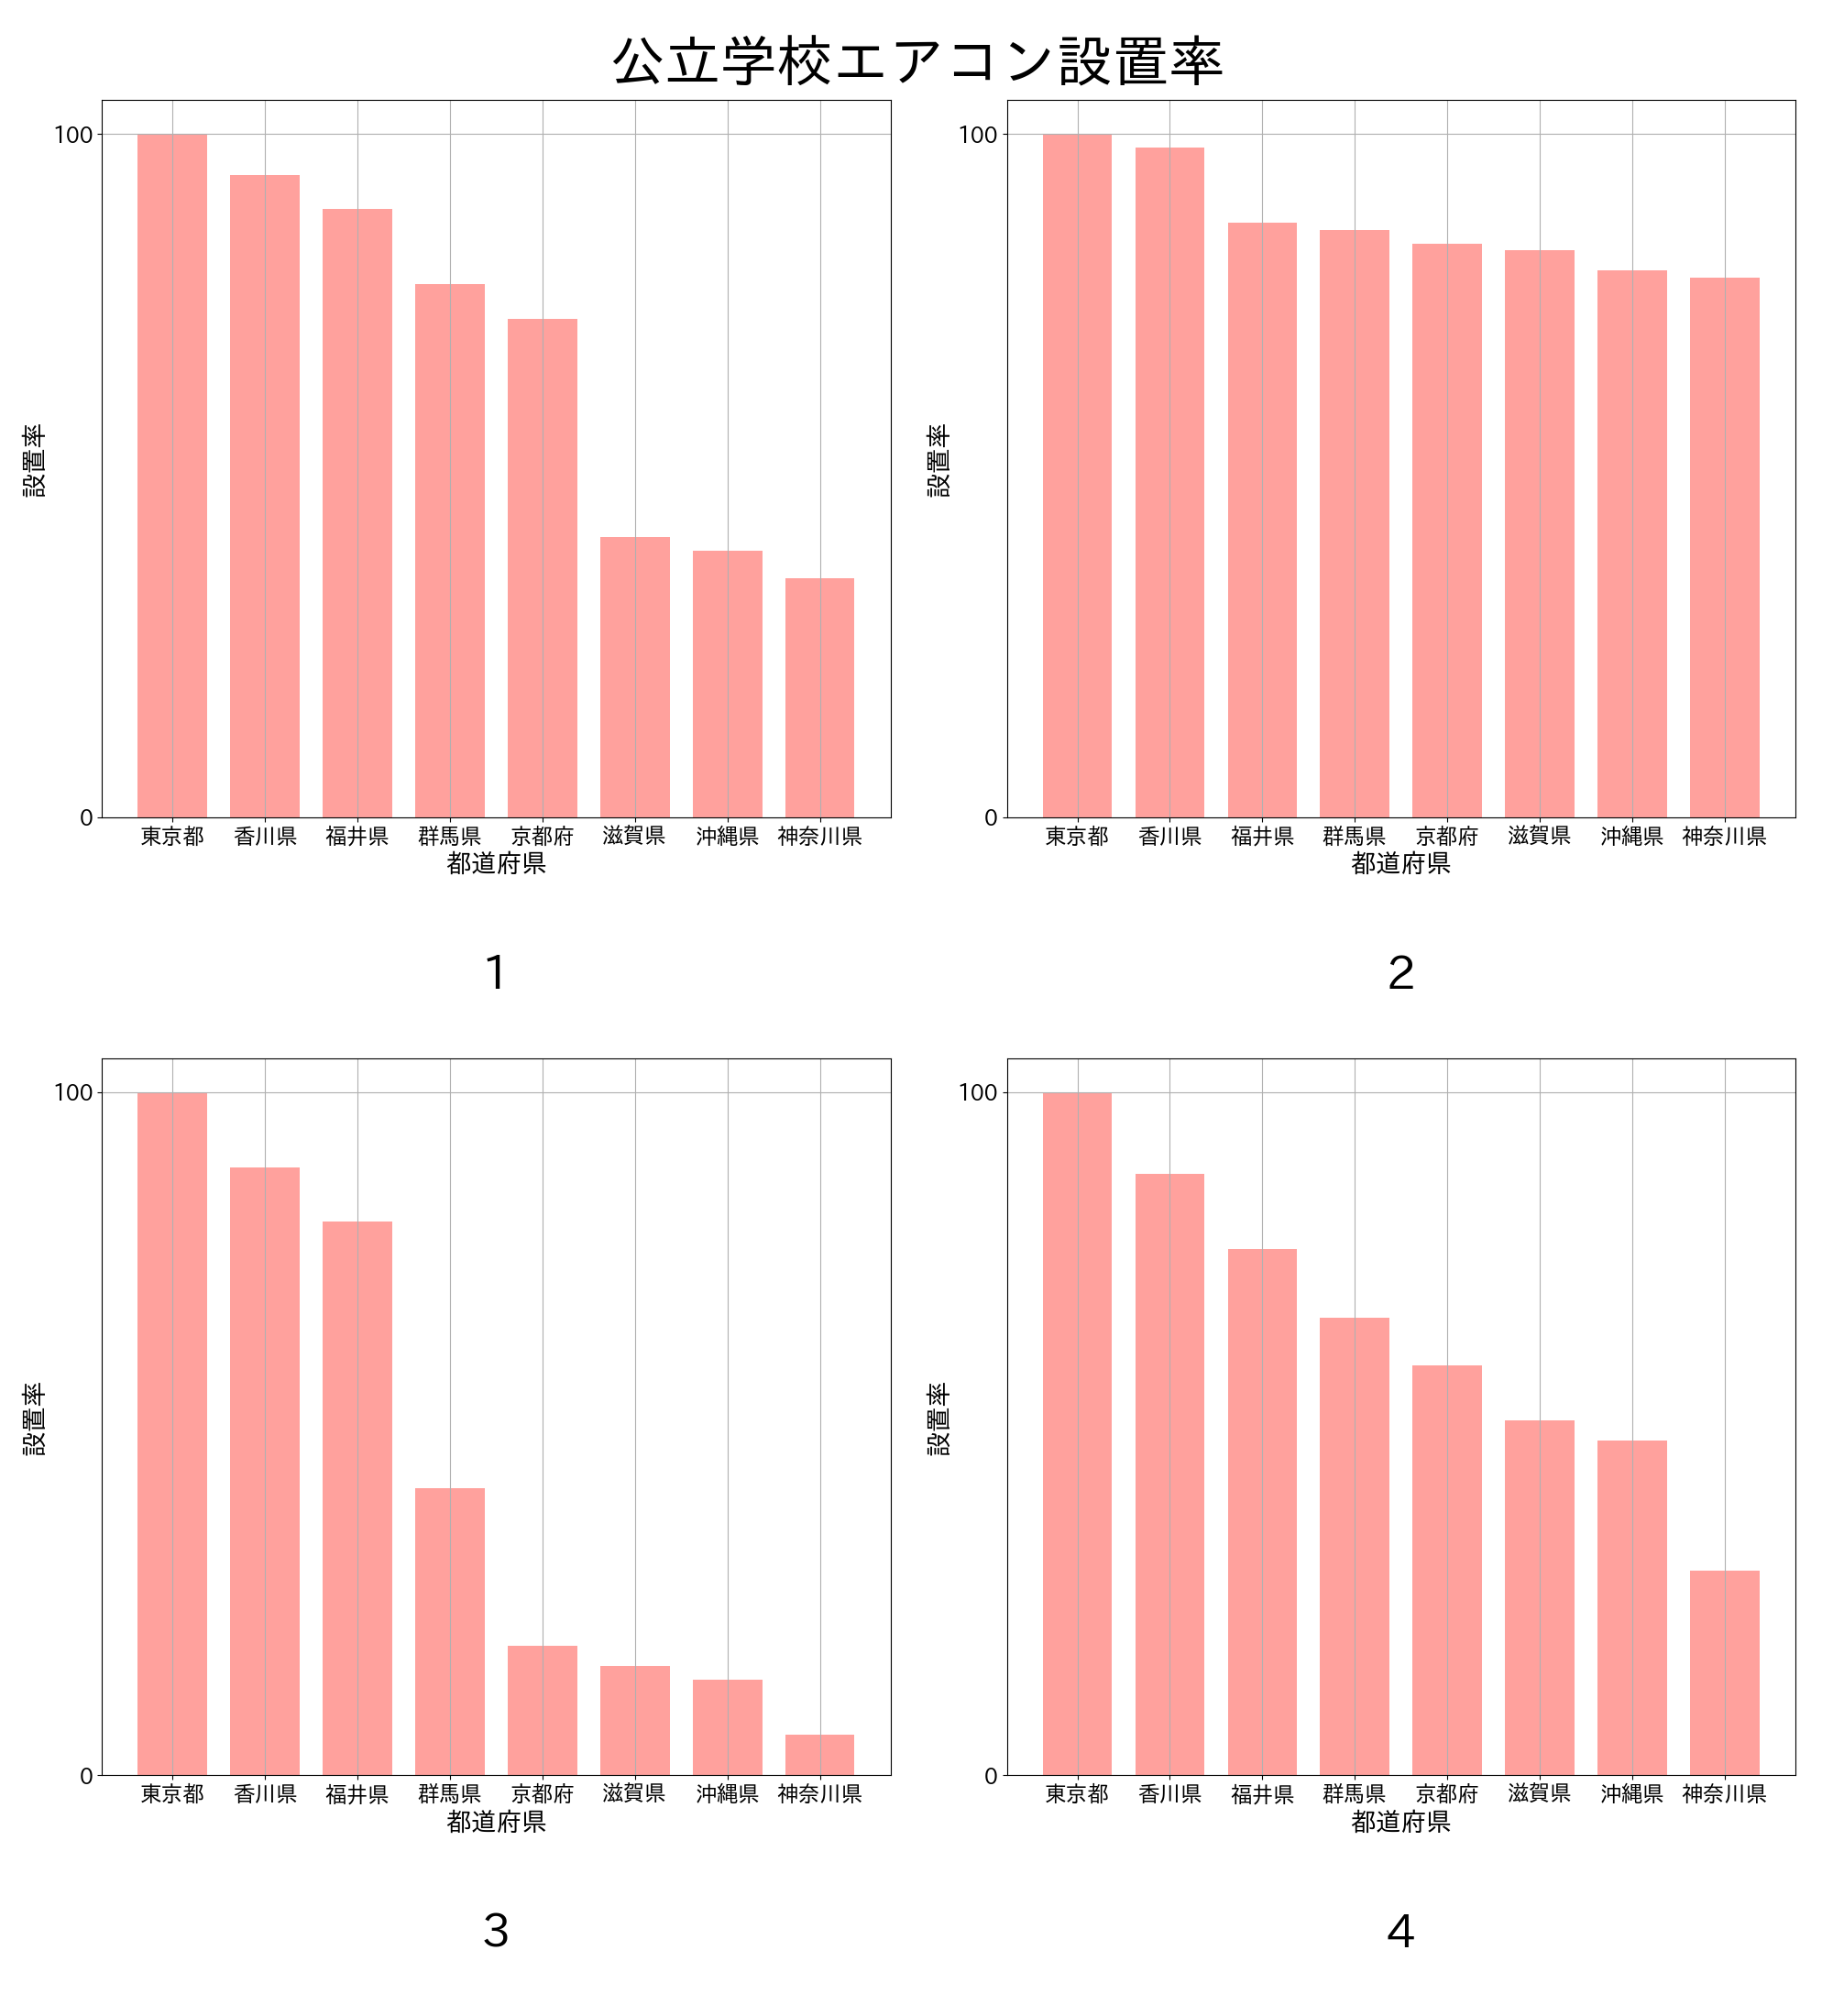 公立学校エアコン設置率
100
0
設置率
東京都 香川県 福井県 群馬県 京都府 滋賀県 沖縄県 神奈川県
都道府県
1
100
0
設置率
東京都 香川県 福井県 群馬県 京都府 滋賀県 沖縄県 神奈川県
都道府県
2
100
0
設置率
東京都 香川県 福井県 群馬県 京都府 滋賀県 沖縄県 神奈川県
都道府県
3
100
0
設置率
東京都 香川県 福井県 群馬県 京都府 滋賀県 沖縄県 神奈川県
都道府県
4